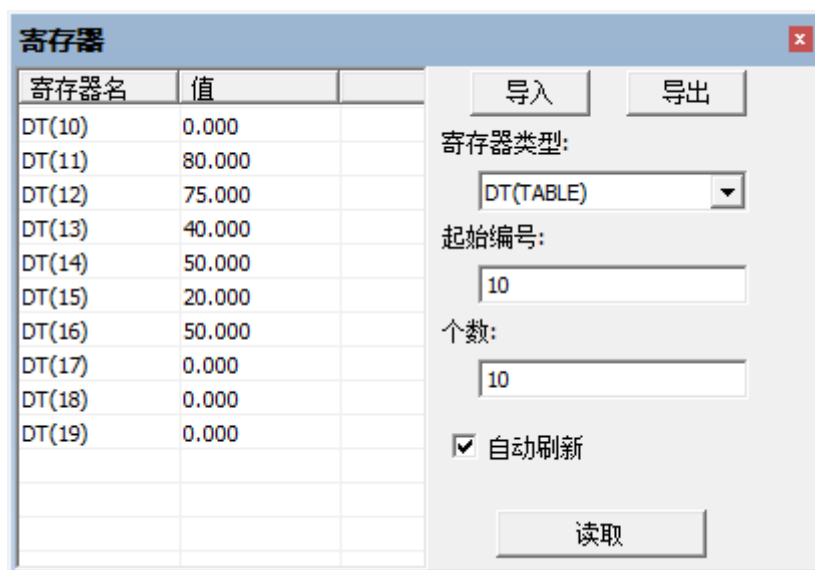 寄存器
寄存器名 值
DT(10) 0.000
DT(11) 80.000
DT(12) 75.000
DT(13) 40.000
DT(14) 50.000
DT(15) 20.000
DT(16) 50.000
DT(17) 0.000
DT(18) 0.000
DT(19) 0.000
导入 导出
寄存器类型:
DT(TABLE)
起始编号:
10
个数:
10
自动刷新
读取